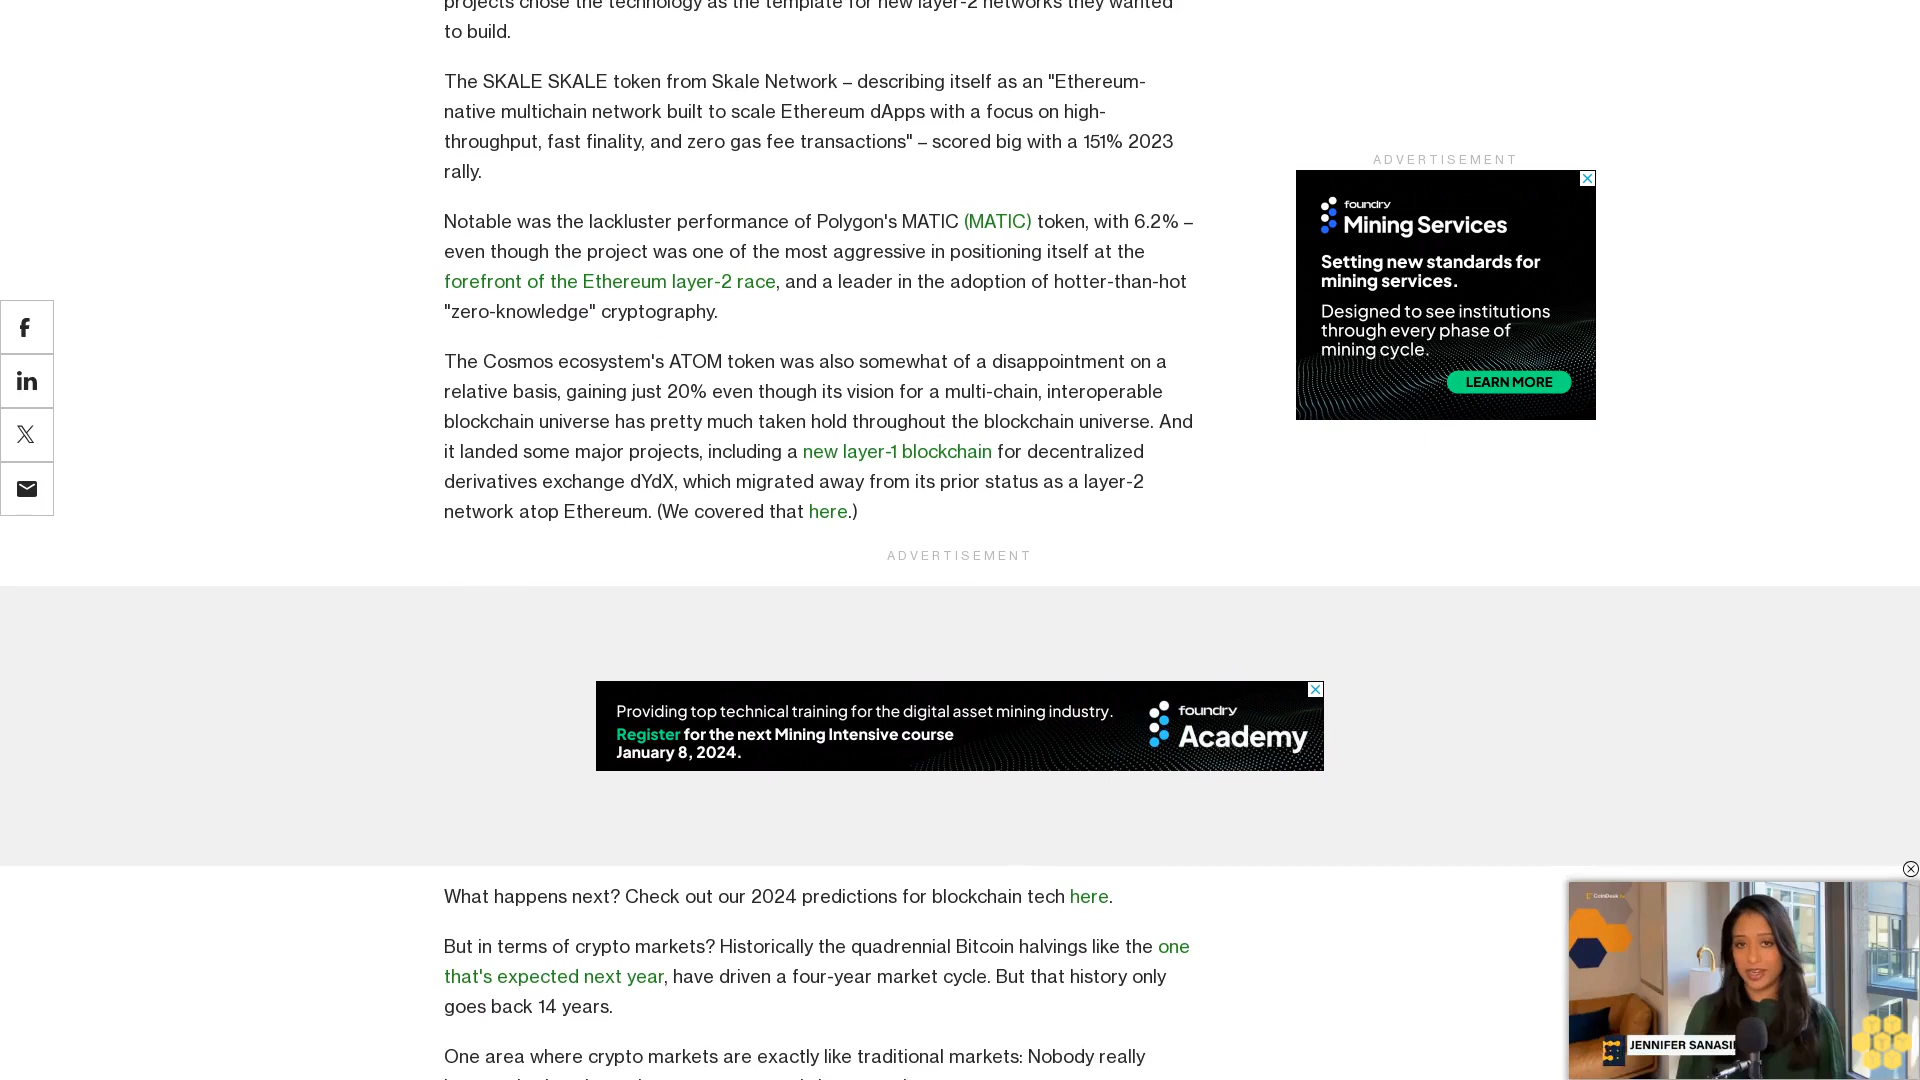 projects chose the technology as the template for new layer-2 networks they wanted
to build.
The SKALE SKALE token from Skale Network – describing itself as an "Ethereum-
native multichain network built to scale Ethereum dApps with a focus on high-
throughput, fast finality, and zero gas fee transactions" – scored big with a 151% 2023
rally.
Notable was the lackluster performance of Polygon's MATIC (MATIC) token, with 6.2% –
even though the project was one of the most aggressive in positioning itself at the
forefront of the Ethereum layer-2 race, and a leader in the adoption of hotter-than-hot
"zero-knowledge" cryptography.
The Cosmos ecosystem's ATOM token was also somewhat of a disappointment on a
relative basis, gaining just 20% even though its vision for a multi-chain, interoperable
blockchain universe has pretty much taken hold throughout the blockchain universe. And
it landed some major projects, including a new layer-1 blockchain for decentralized
derivatives exchange dYdX, which migrated away from its prior status as a layer-2
network atop Ethereum. (We covered that here.)
ADVERTISEMENT
foundry
Mining Services
Setting new standards for
mining services.
Designed to see institutions
through every phase of
mining cycle.
LEARN MORE
ADVERTISEMENT
Providing top technical training for the digital asset mining industry.
Register for the next Mining Intensive course
January 8, 2024.
foundry
Academy
What happens next? Check out our 2024 predictions for blockchain tech here.
But in terms of crypto markets? Historically the quadrennial Bitcoin halvings like the one
that's expected next year, have driven a four-year market cycle. But that history only
goes back 14 years.
One area where crypto markets are exactly like traditional markets: Nobody really
CoinDesk
JENNIFER SANASI